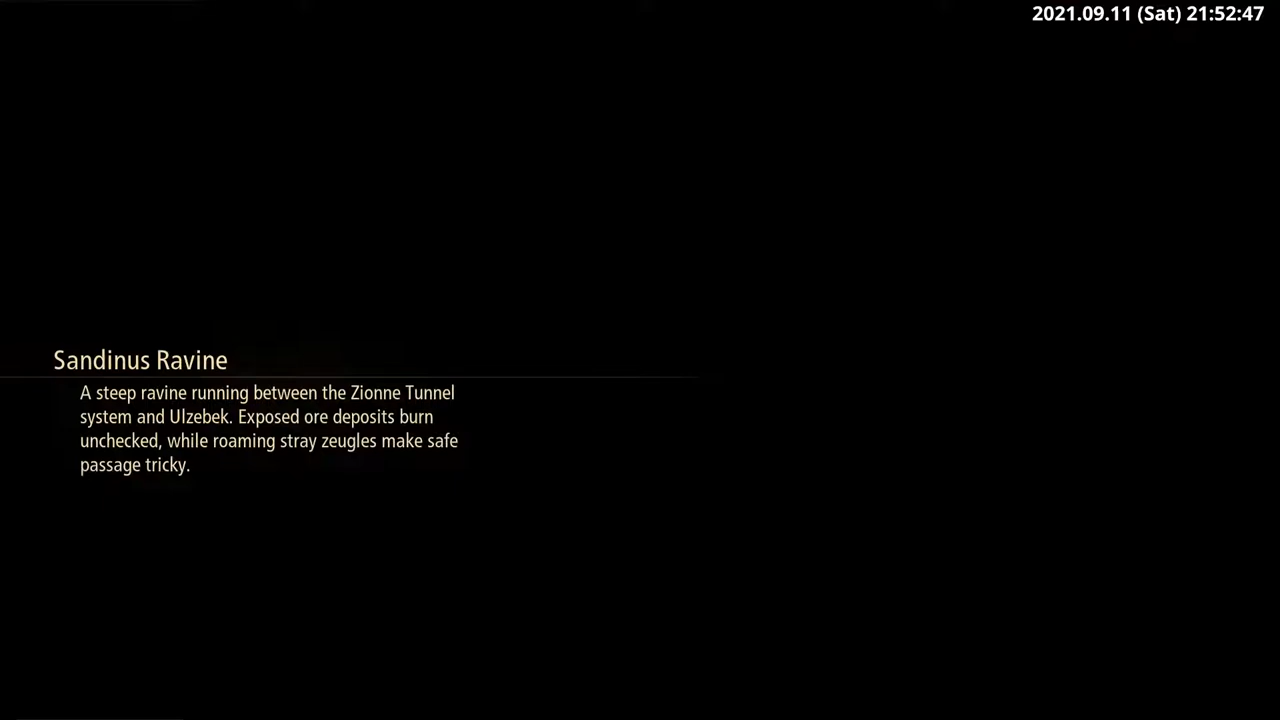 2021.09.11 (Sat) 21:52:47
Sandinus Ravine
A steep ravine running between the Zionne Tunnel
system and Ulzebek. Exposed ore deposits burn
unchecked, while roaming stray zeugles make safe
passage tricky.